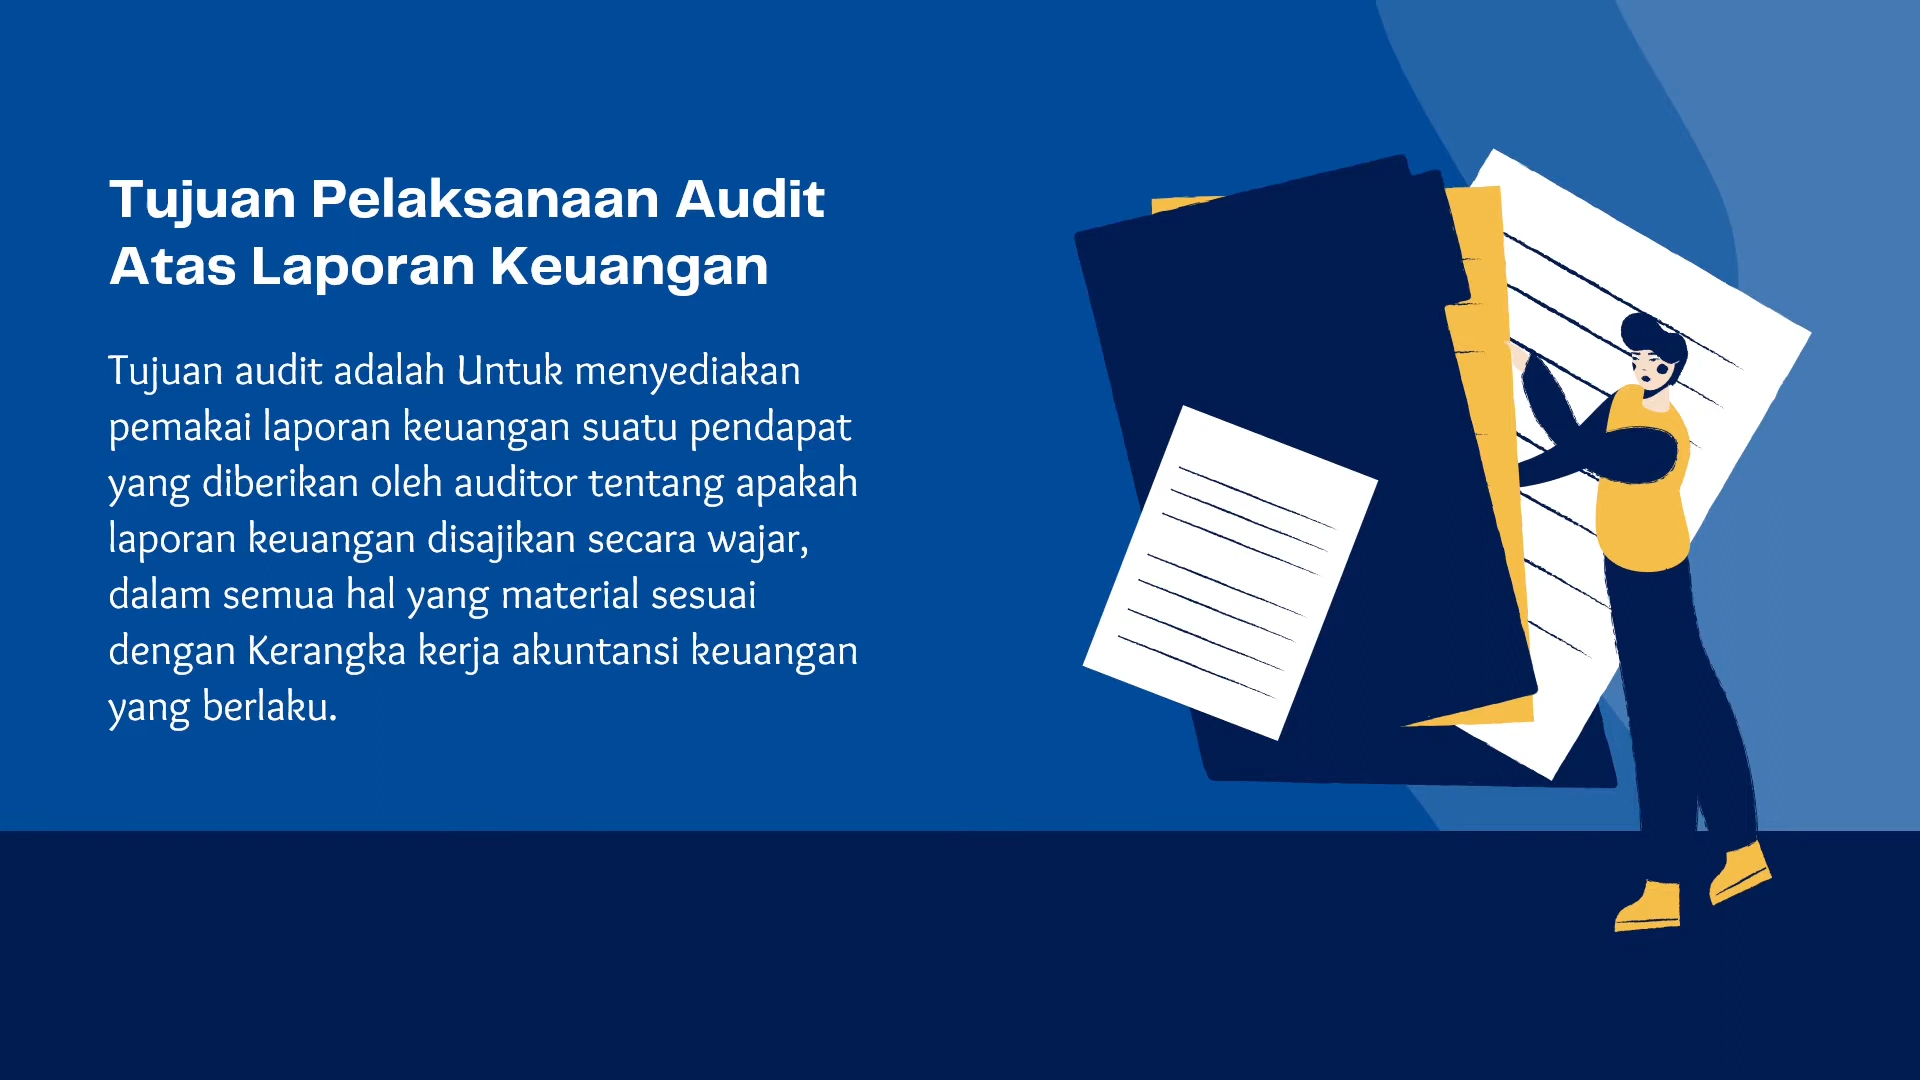 Tujuan Pelaksanaan Audit
Atas Laporan Keuangan
Tujuan audit adalah Untuk menyediakan
pemakai laporan keuangan suatu pendapat
yang diberikan oleh auditor tentang apakah
laporan keuangan disajikan secara wajar,
dalam semua hal yang material sesuai
dengan Kerangka kerja akuntansi keuangan
yang berlaku.